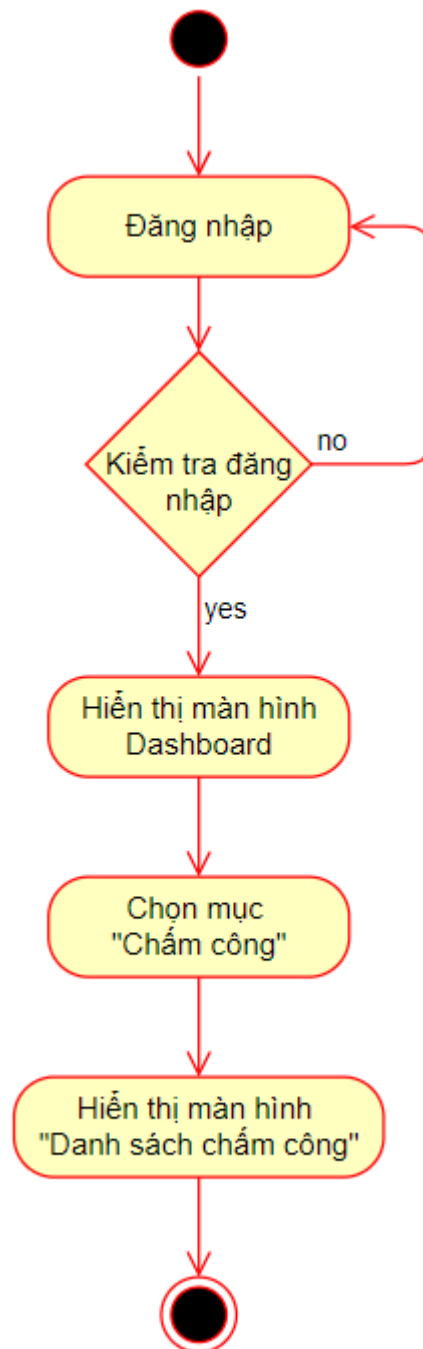 Đăng nhập
Kiểm tra đăng
nhập
no
yes
Hiển thị màn hình
Dashboard
Chọn mục
"Chấm công"
Hiển thị màn hình
"Danh sách chấm công"